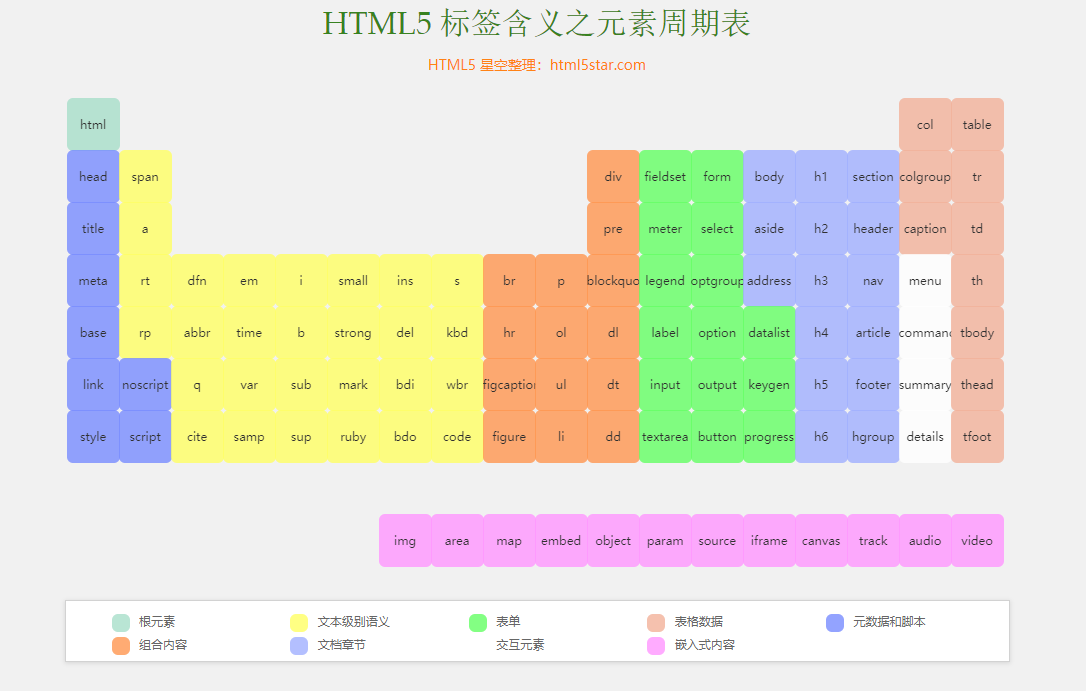 HTML5 标签含义之元素周期表
HTML5 星空整理：html5star.com
html col table
head span div fieldset form body h1 section colgroup tr
title a pre meter select aside h2 header caption td
meta rt dfn em i small ins s br p blockquo legend optgroup address h3 nav menu th
base rp abbr time b strong del kbd hr ol dl label option datalist h4 article command tbody
link noscript q var sub mark bdi wbr figcaption ul dt input output keygen h5 footer summary thead
style script cite samp sup ruby bdo code figure li dd textarea button progress h6 hgroup details tfoot
img area map embed object param source iframe canvas track audio video
根元素 文本级别语义 表单 表格数据 元数据和脚本
组合内容 文档章节 交互元素 嵌入式内容